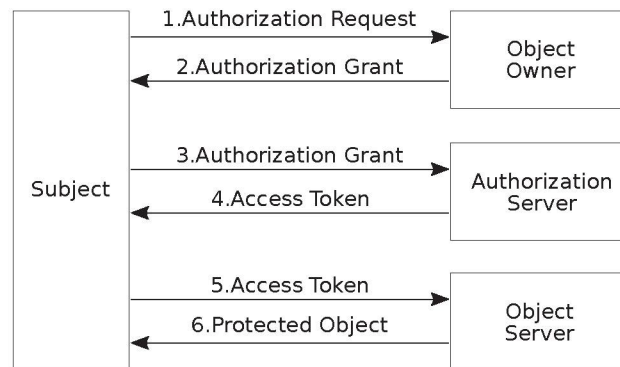 1.Authorization Request
Object
Owner
2.Authorization Grant
3.Authorization Grant
Subject
Authorization
Server
4.Access Token
5.Access Token
Object
Server
6.Protected Object